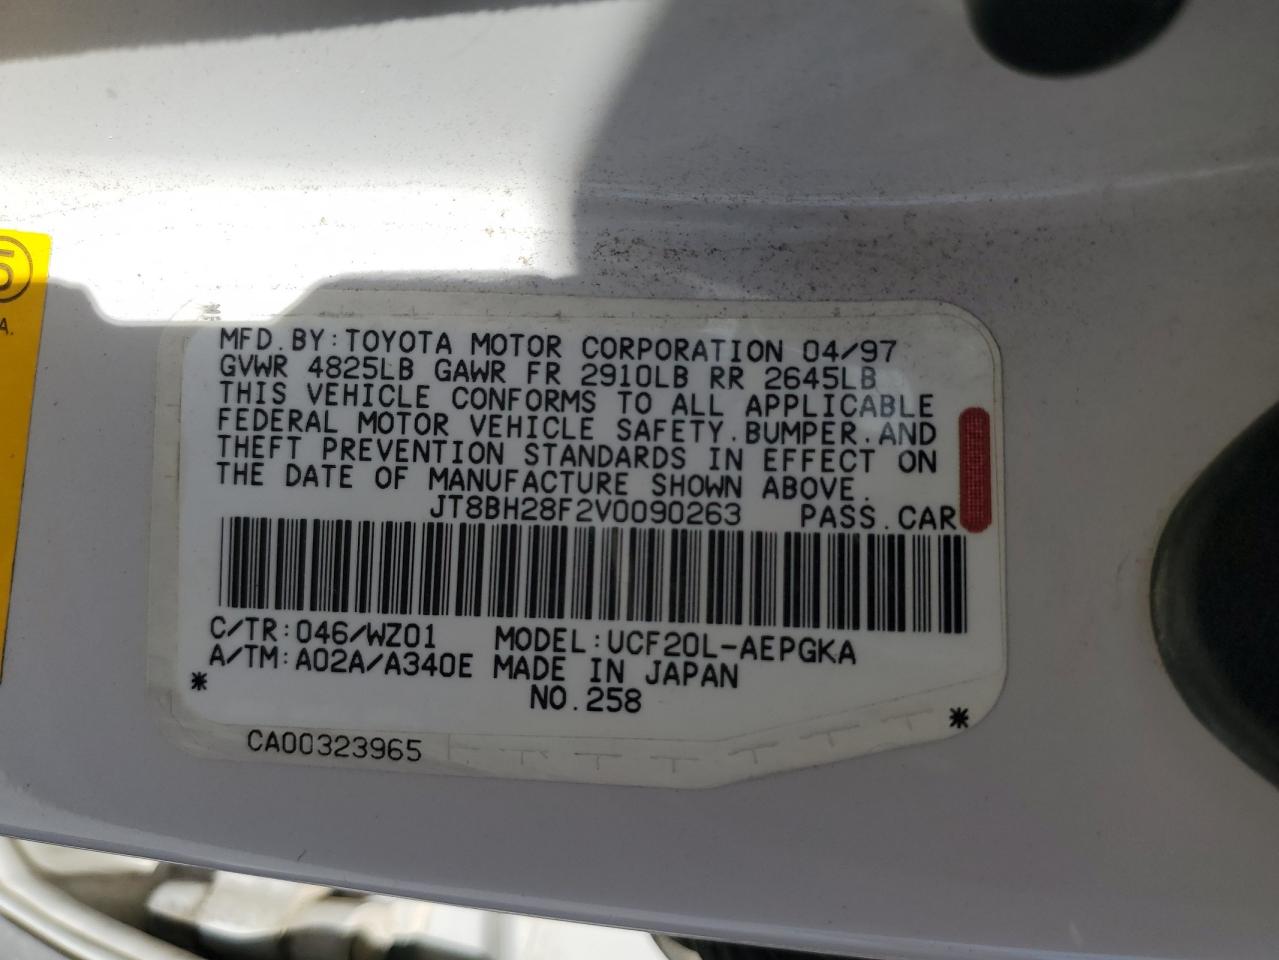 5
A.
MFD. BY: TOYOTA MOTOR CORPORATION 04/97
GVWR 4825LB GAWR FR 2910LB RR 2645LB
THIS VEHICLE CONFORMS TO ALL APPLICABLE
FEDERAL MOTOR VEHICLE SAFETY. BUMPER. AND
THEFT PREVENTION STANDARDS IN EFFECT ON
THE DATE OF MANUFACTURE SHOWN ABOVE.
JT8BH28F2V0090263 PASS. CAR
C/TR: 046/WZ01 MODEL: UCF20L-AEPGKA
A/TM: A02A/A340E MADE IN JAPAN
* NO. 258 *
CA00323965